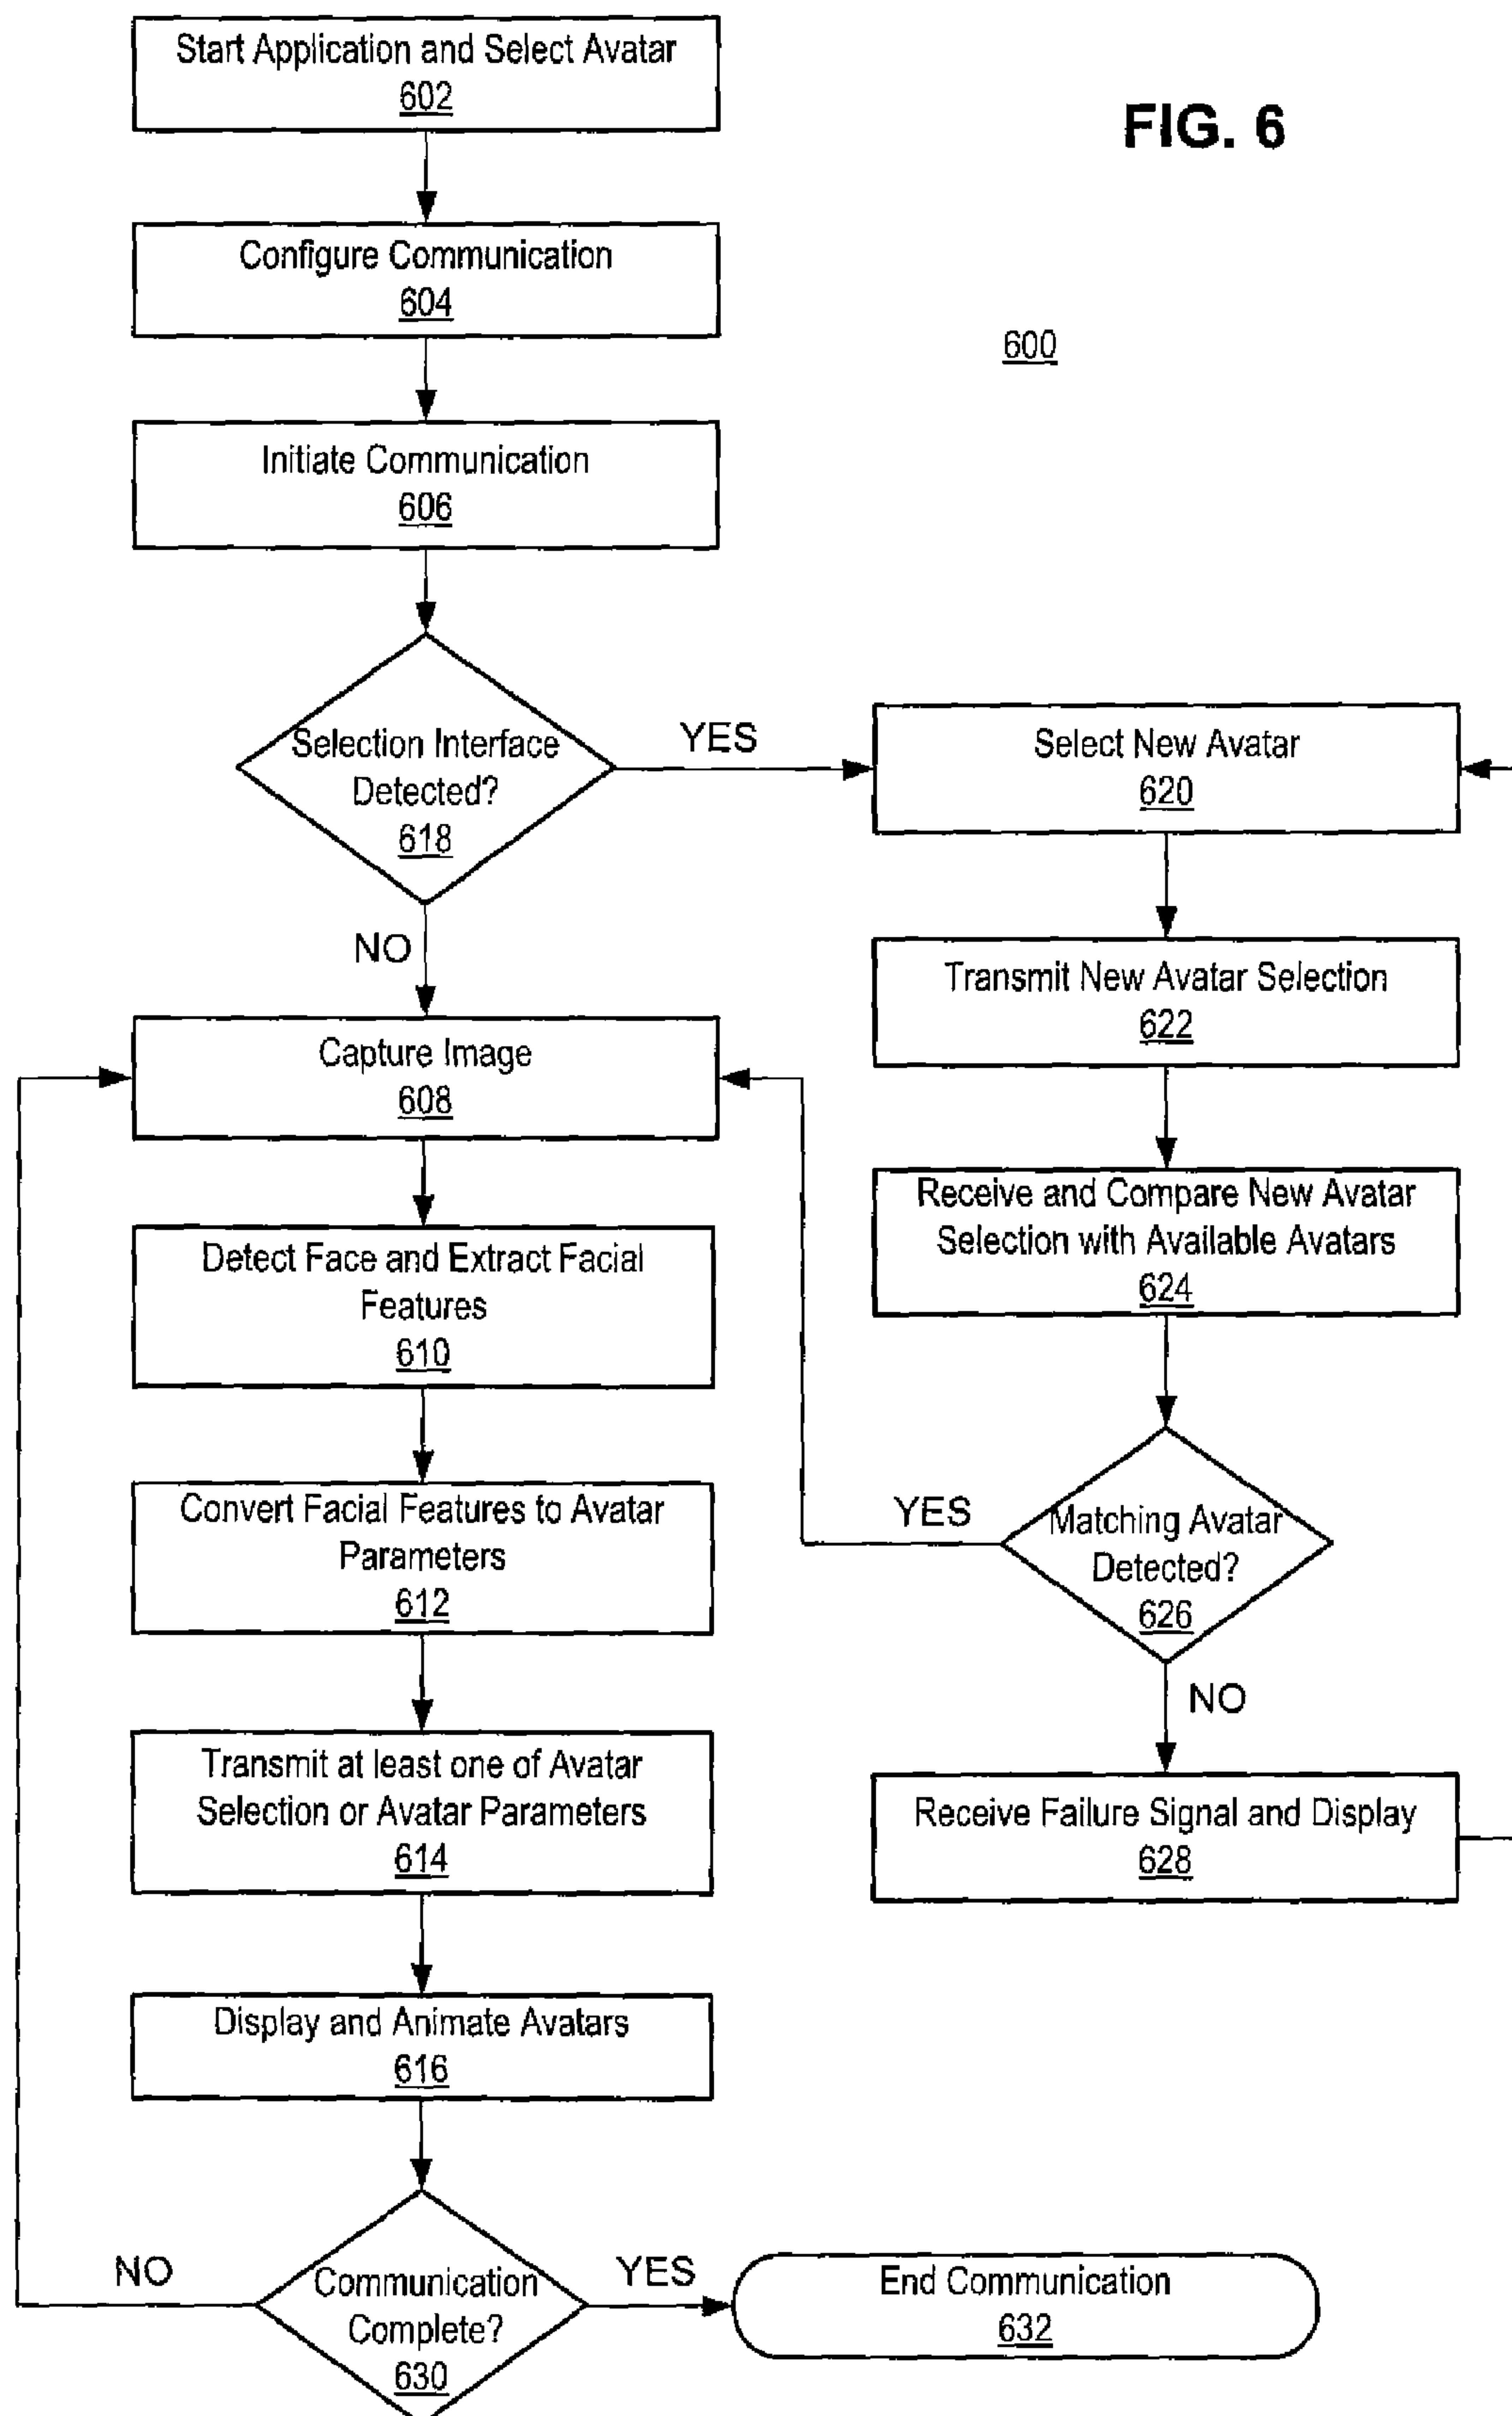 Start Application and Select Avatar
602
FIG. 6
Configure Communication
604
600
Initiate Communication
606
Selection Interface
Detected?
618
YES
Select New Avatar
620
NO
Transmit New Avatar Selection
622
Capture Image
608
Receive and Compare New Avatar
Selection with Available Avatars
624
Detect Face and Extract Facial
Features
610
Convert Facial Features to Avatar
Parameters
612
YES
Matching Avatar
Detected?
626
NO
Transmit at least one of Avatar
Selection or Avatar Parameters
614
Receive Failure Signal and Display
628
Display and Animate Avatars
616
NO
Communication
Complete?
630
YES
End Communication
632